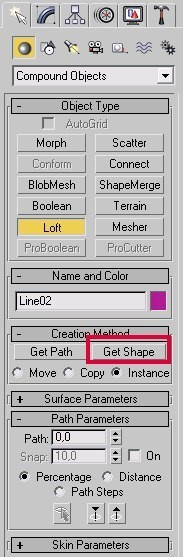 Compound Objects
- Object Type
AutoGrid
Morph Scatter
Conform Connect
BlobMesh ShapeMerge
Boolean Terrain
Loft Mesher
ProBoolean ProCutter
- Name and Color
Line02
- Creation Method
Get Path Get Shape
Move Copy Instance
+ Surface Parameters
- Path Parameters
Path: 0,0
Snap: 10,0 On
Percentage Distance
Path Steps
+ Skin Parameters